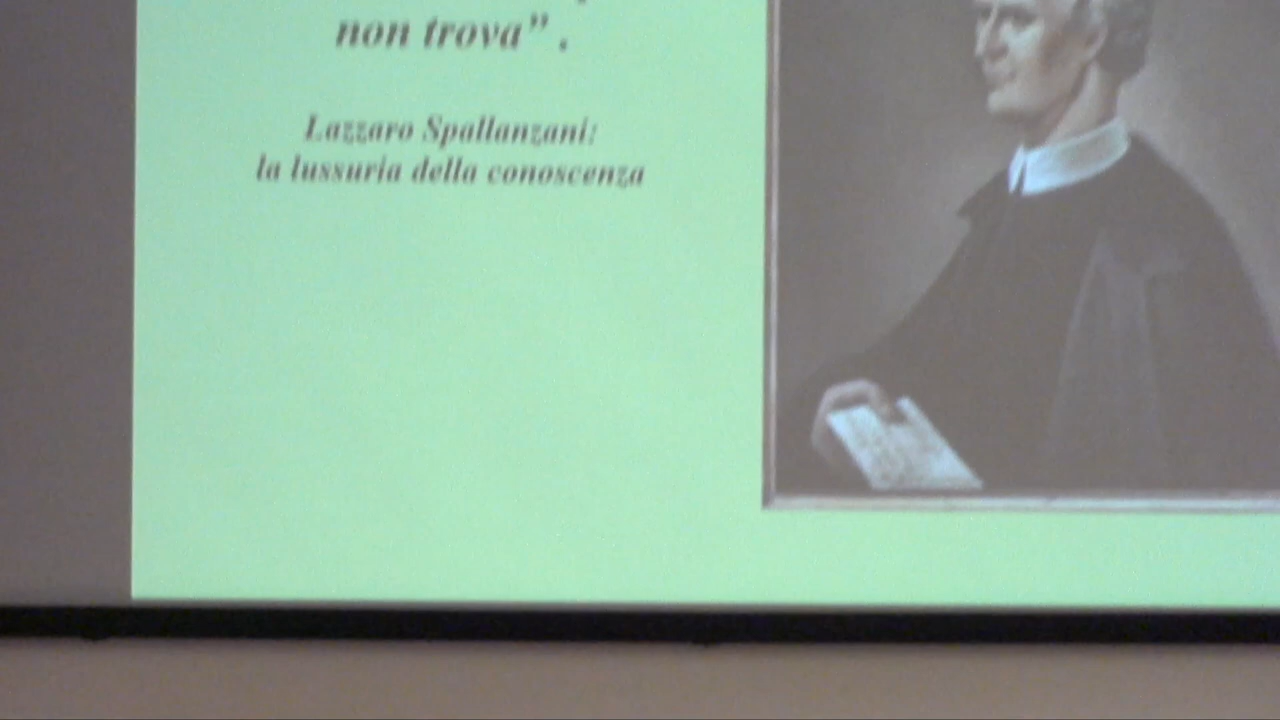 non trova” .
Lazzaro Spallanzani:
la lussuria della conoscenza